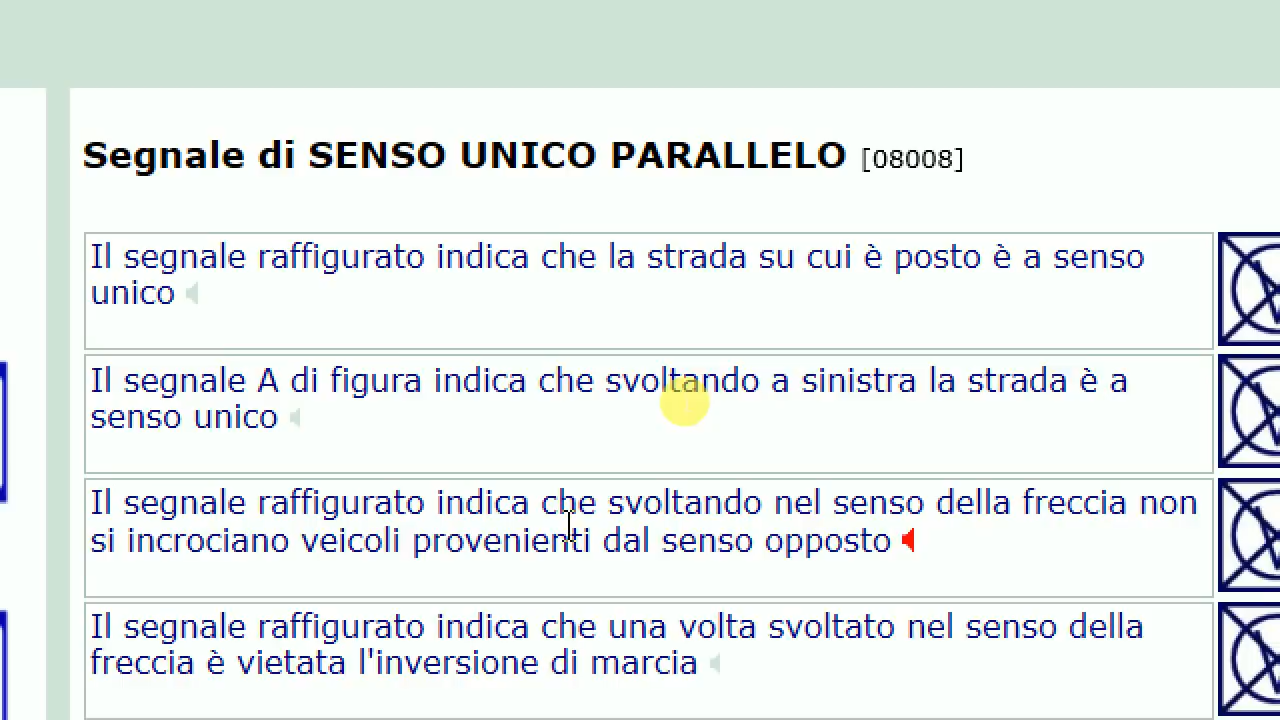 Segnale di SENSO UNICO PARALLELO [08008]
Il segnale raffigurato indica che la strada su cui è posto è a senso
unico
Il segnale A di figura indica che svoltando a sinistra la strada è a
senso unico
Il segnale raffigurato indica che svoltando nel senso della freccia non
si incrociano veicoli provenienti dal senso opposto
Il segnale raffigurato indica che una volta svoltato nel senso della
freccia è vietata l'inversione di marcia